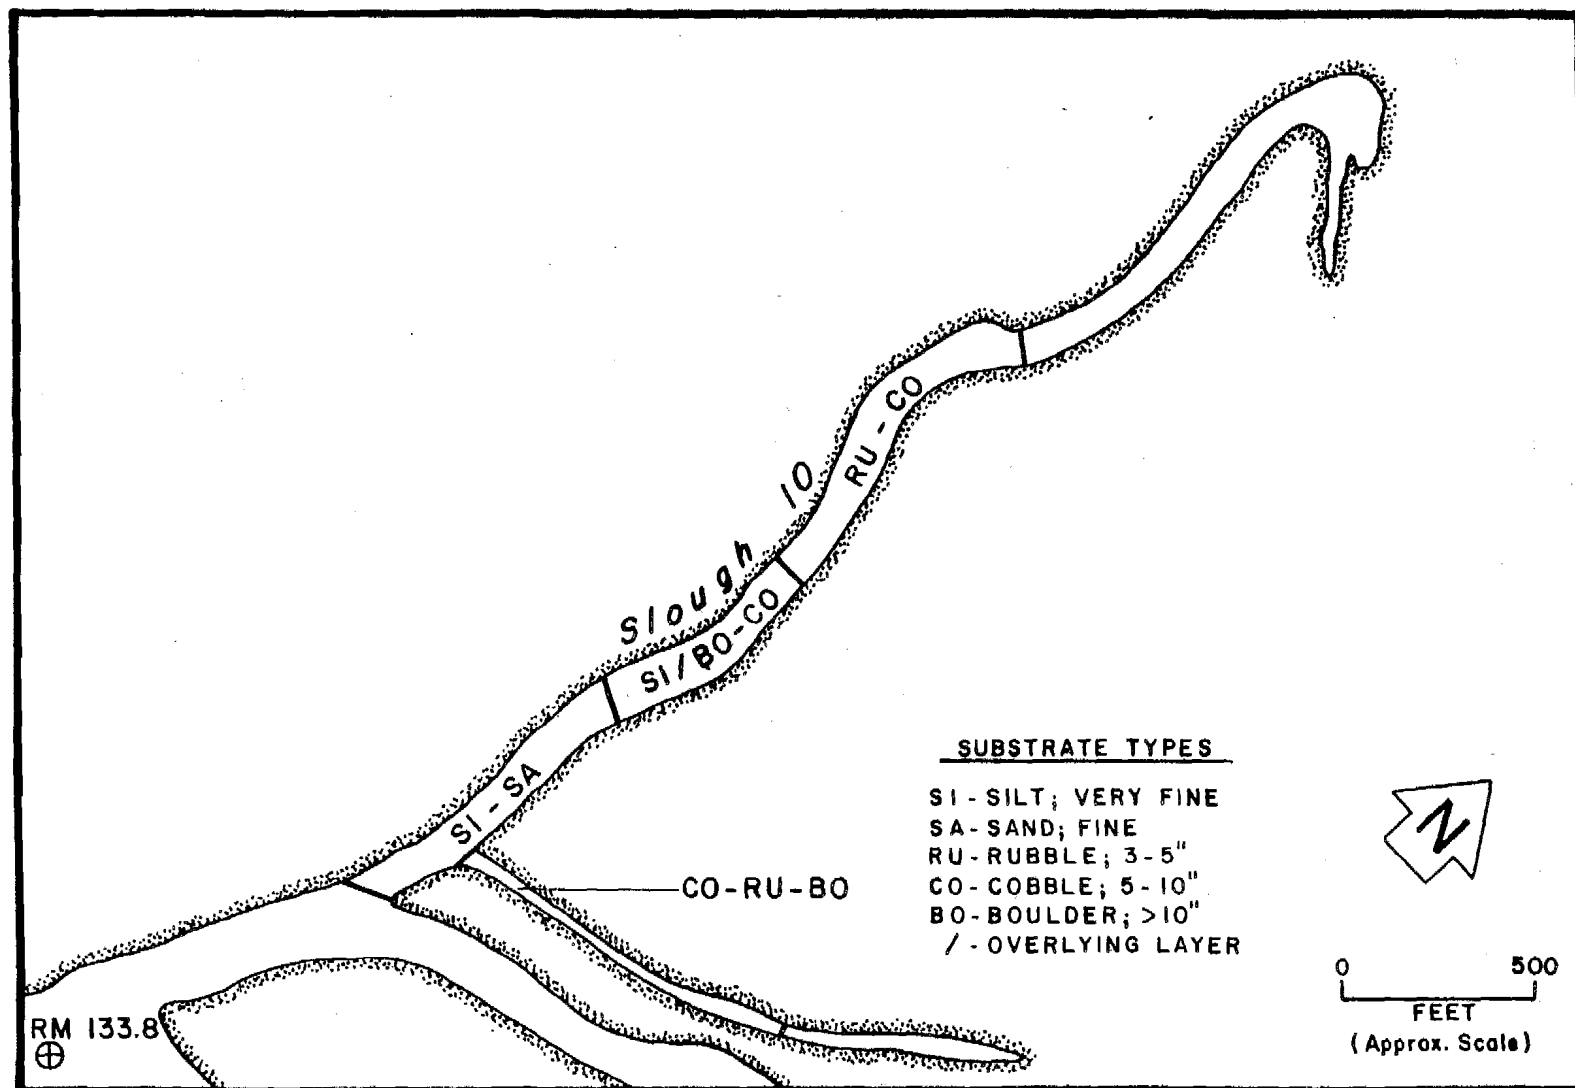 RU - CO
Slough 10
SI/BO-CO
SI - SA
CO-RU-BO
SUBSTRATE TYPES
SI - SILT; VERY FINE
SA-SAND; FINE
RU-RUBBLE; 3-5"
CO-COBBLE; 5-10"
BO-BOULDER; >10"
/ - OVERLYING LAYER
N
0 500
FEET
(Approx. Scale)
RM 133.8